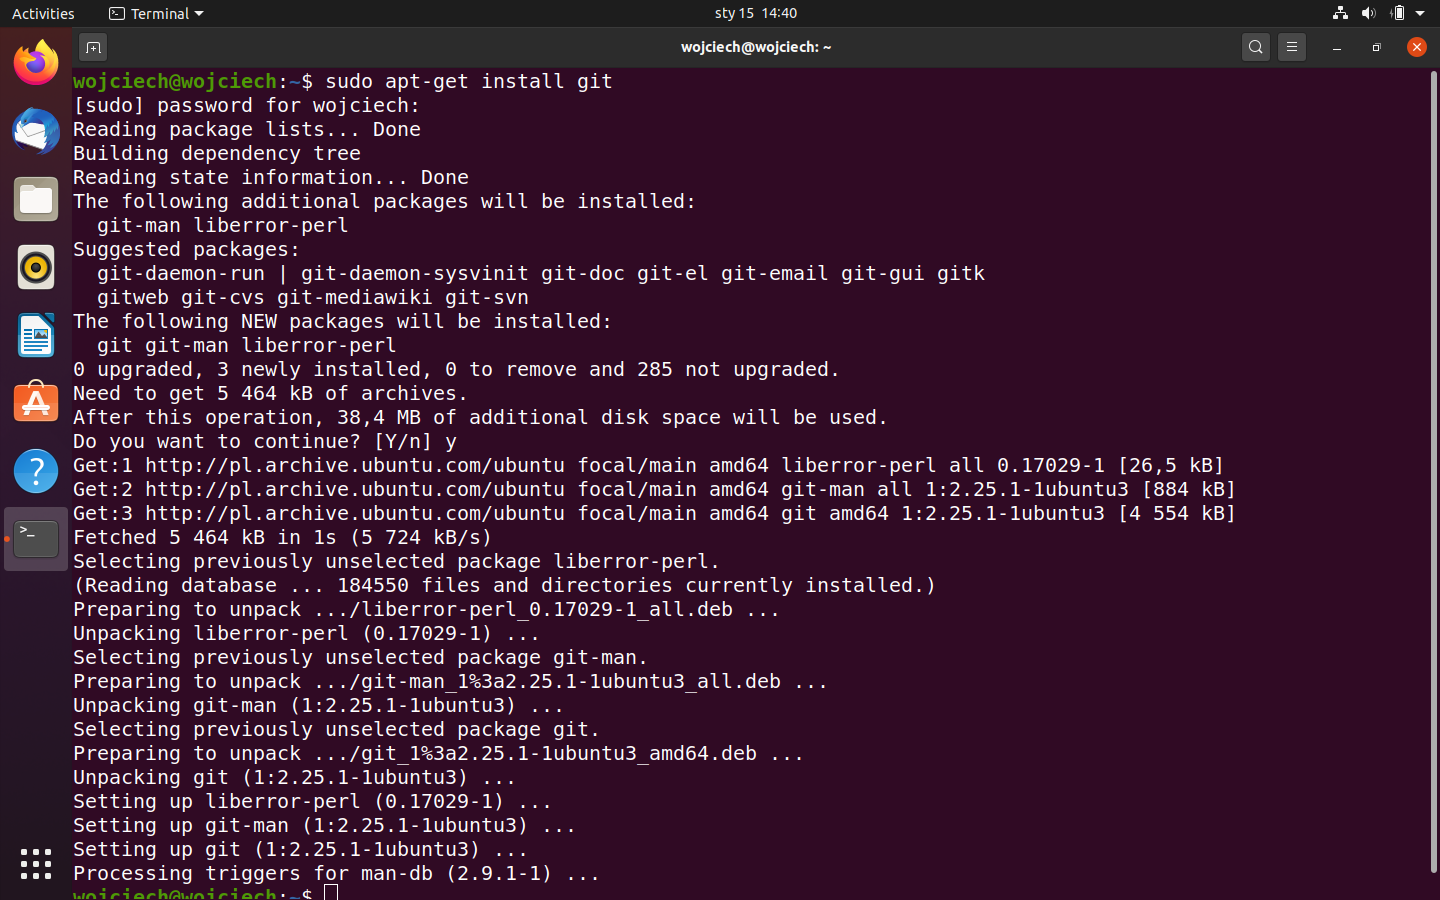 Activities
Terminal
sty 15 14:40
wojciech@wojciech: ~
wojciech@wojciech:~$ sudo apt-get install git
[sudo] password for wojciech:
Reading package lists... Done
Building dependency tree
Reading state information... Done
The following additional packages will be installed:
  git-man liberror-perl
Suggested packages:
  git-daemon-run | git-daemon-sysvinit git-doc git-el git-email git-gui gitk
  gitweb git-cvs git-mediawiki git-svn
The following NEW packages will be installed:
  git git-man liberror-perl
0 upgraded, 3 newly installed, 0 to remove and 285 not upgraded.
Need to get 5 464 kB of archives.
After this operation, 38,4 MB of additional disk space will be used.
Do you want to continue? [Y/n] y
Get:1 http://pl.archive.ubuntu.com/ubuntu focal/main amd64 liberror-perl all 0.17029-1 [26,5 kB]
Get:2 http://pl.archive.ubuntu.com/ubuntu focal/main amd64 git-man all 1:2.25.1-1ubuntu3 [884 kB]
Get:3 http://pl.archive.ubuntu.com/ubuntu focal/main amd64 git amd64 1:2.25.1-1ubuntu3 [4 554 kB]
Fetched 5 464 kB in 1s (5 724 kB/s)
Selecting previously unselected package liberror-perl.
(Reading database ... 184550 files and directories currently installed.)
Preparing to unpack .../liberror-perl_0.17029-1_all.deb ...
Unpacking liberror-perl (0.17029-1) ...
Selecting previously unselected package git-man.
Preparing to unpack .../git-man_1%3a2.25.1-1ubuntu3_all.deb ...
Unpacking git-man (1:2.25.1-1ubuntu3) ...
Selecting previously unselected package git.
Preparing to unpack .../git_1%3a2.25.1-1ubuntu3_amd64.deb ...
Unpacking git (1:2.25.1-1ubuntu3) ...
Setting up liberror-perl (0.17029-1) ...
Setting up git-man (1:2.25.1-1ubuntu3) ...
Setting up git (1:2.25.1-1ubuntu3) ...
Processing triggers for man-db (2.9.1-1) ...
wojciech@wojciech:~$